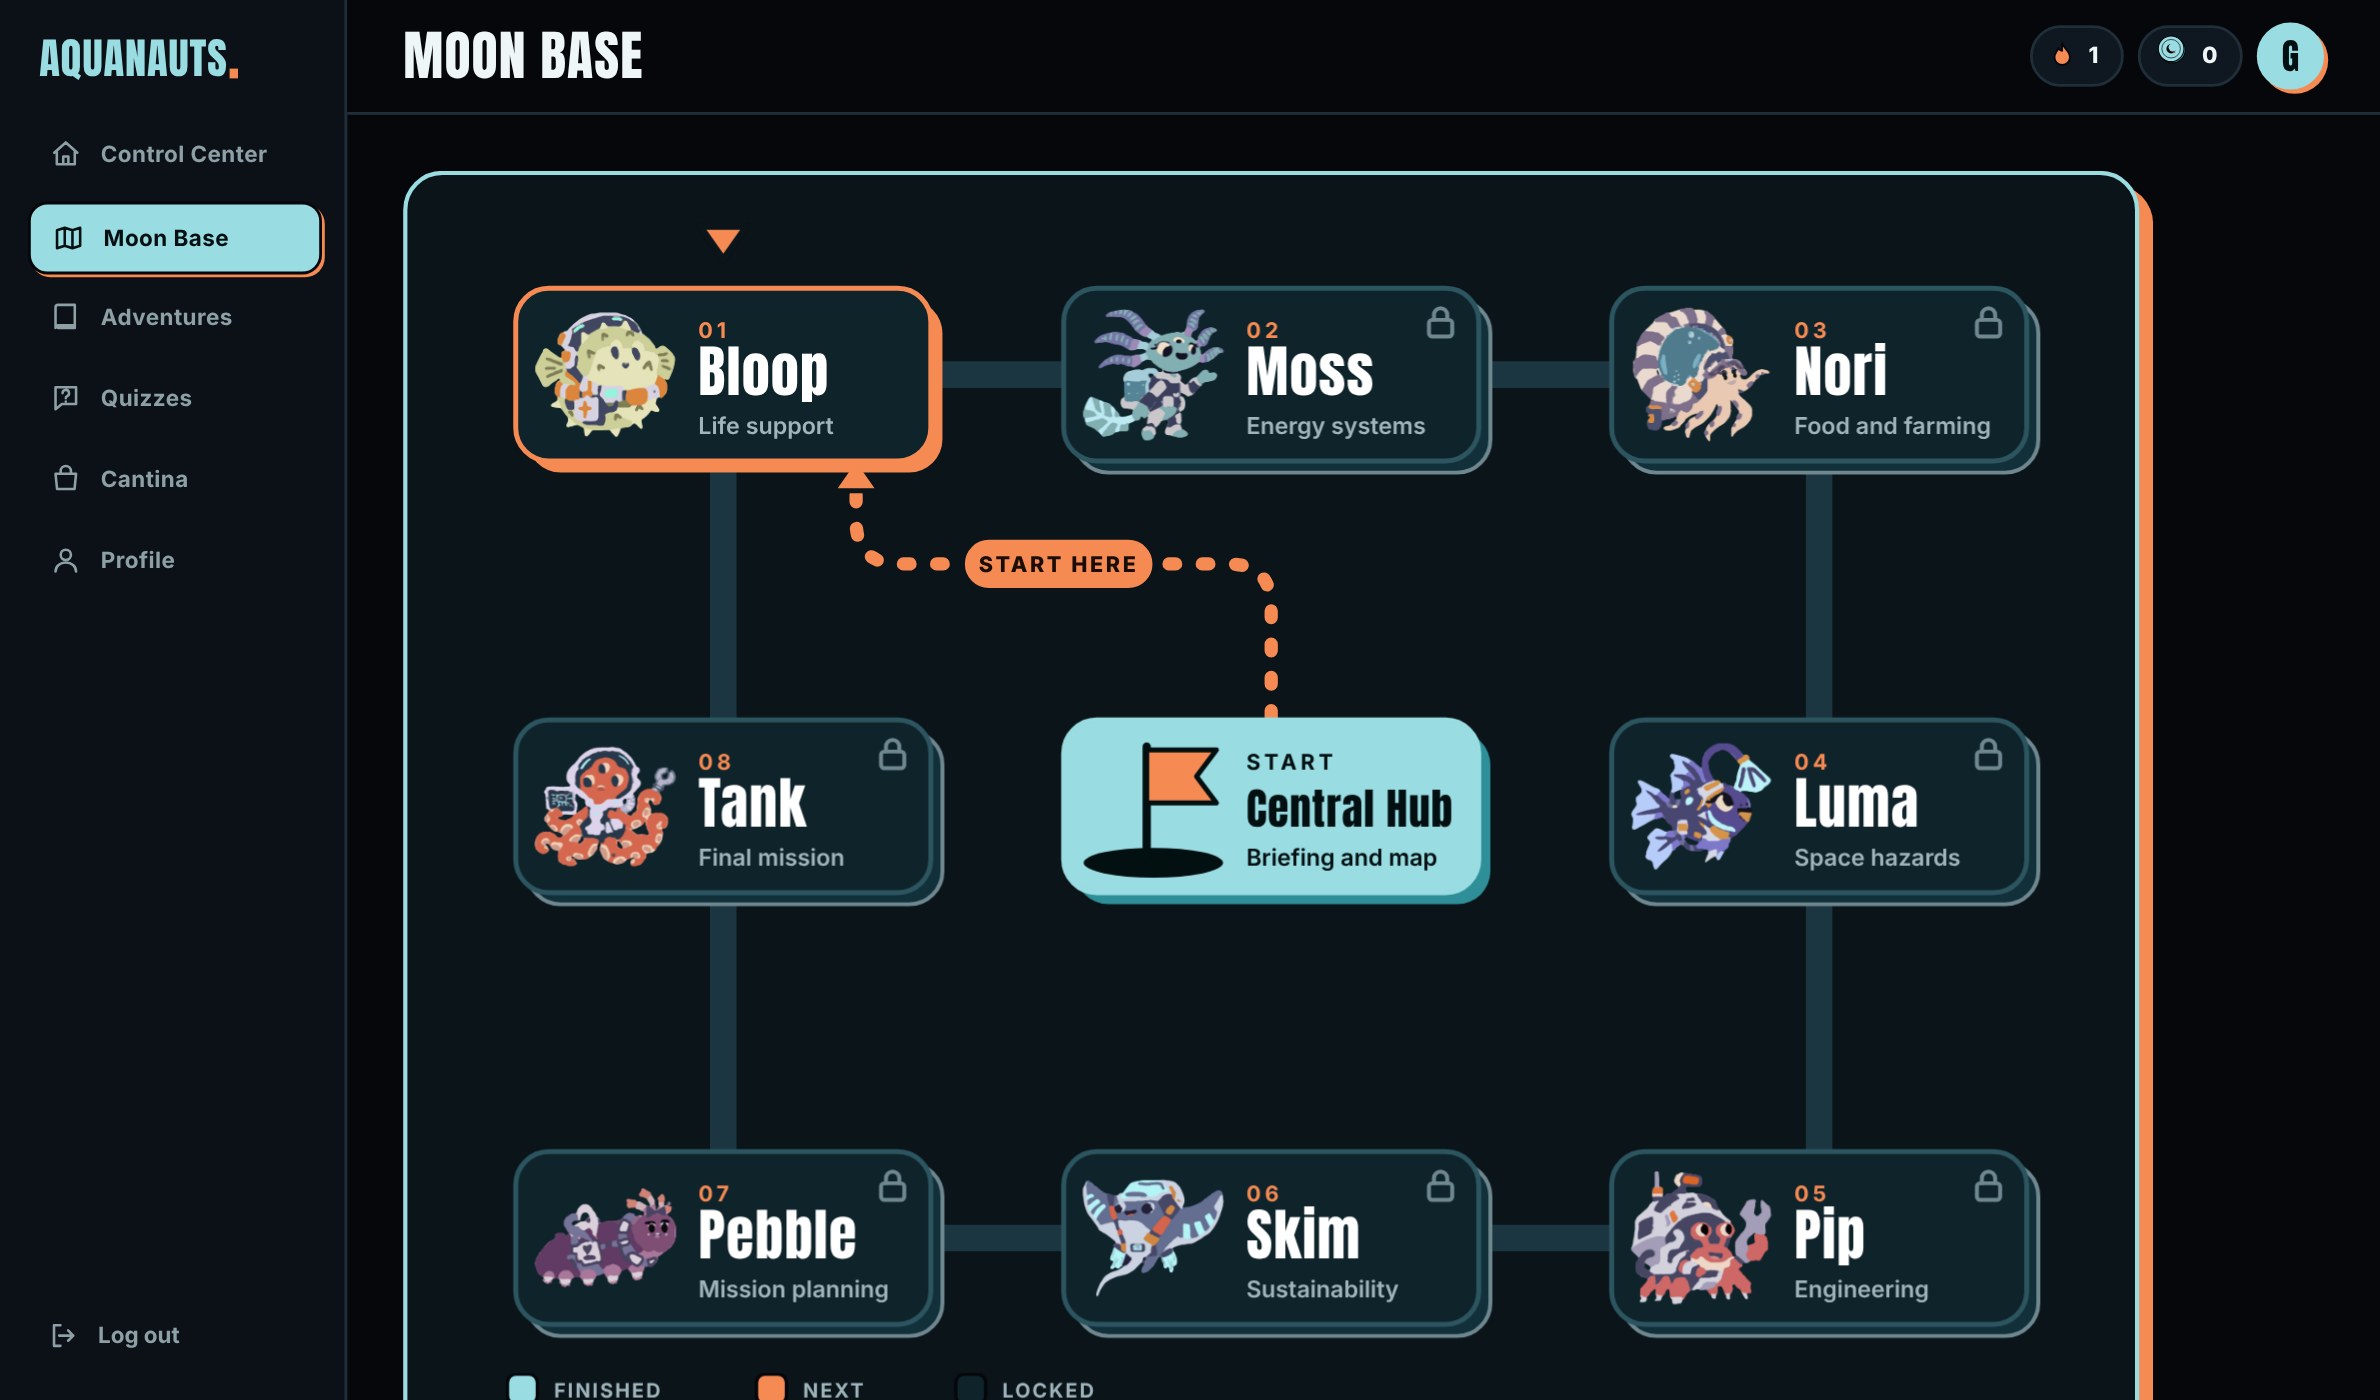 AQUANAUTS.
MOON BASE
1
0
G
Control Center
Moon Base
Adventures
Quizzes
Cantina
Profile
Log out
01
Bloop
Life support
02
Moss
Energy systems
03
Nori
Food and farming
START HERE
08
Tank
Final mission
START
Central Hub
Briefing and map
04
Luma
Space hazards
07
Pebble
Mission planning
06
Skim
Sustainability
05
Pip
Engineering
FINISHED
NEXT
LOCKED